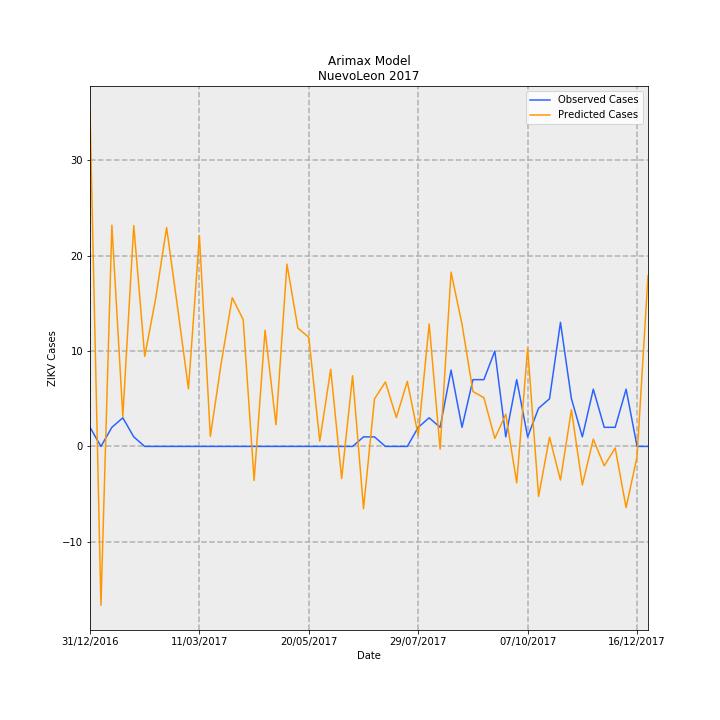 Arimax Model
NuevoLeon 2017
Observed Cases
Predicted Cases
ZIKV Cases
30
20
10
0
−10
31/12/2016
11/03/2017
20/05/2017
29/07/2017
07/10/2017
16/12/2017
Date